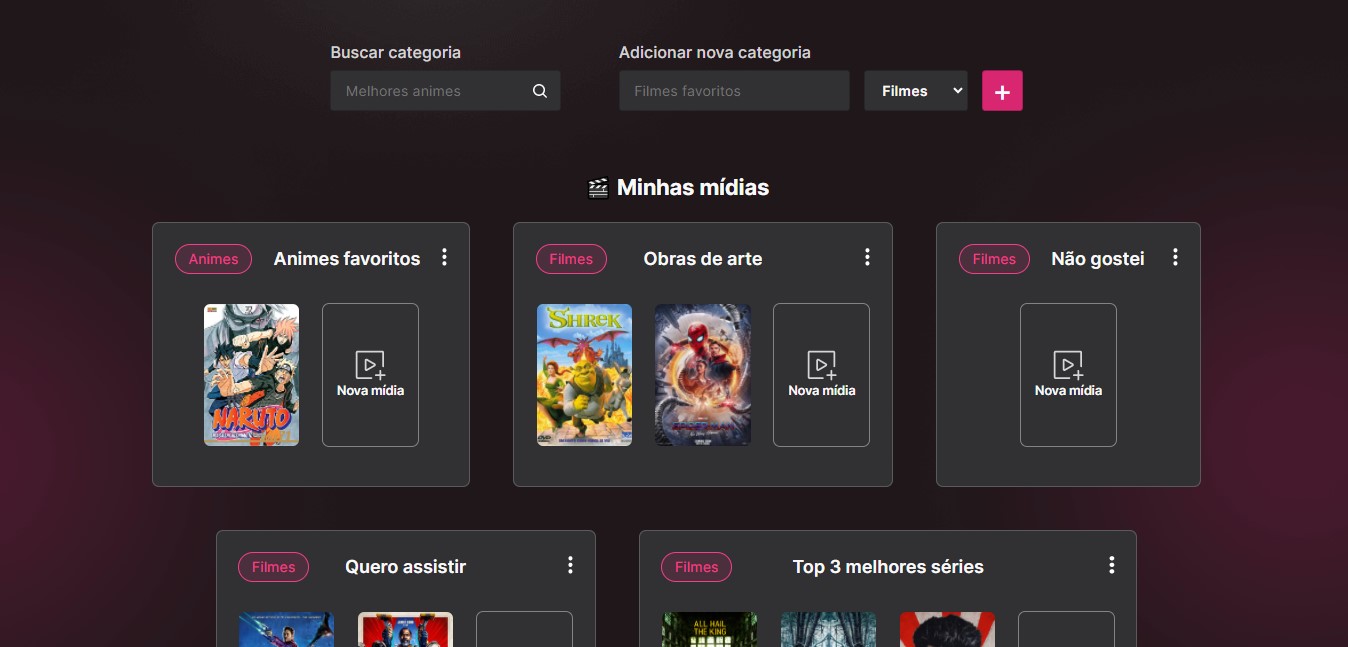 Buscar categoria
Adicionar nova categoria
Melhores animes
Filmes favoritos
Filmes
+
Minhas mídias
Animes
Animes favoritos
Filmes
Obras de arte
Filmes
Não gostei
NARUTO
Nova mídia
SHREK
Nova mídia
Nova mídia
Filmes
Quero assistir
Filmes
Top 3 melhores séries
ALL HAIL
THE KING